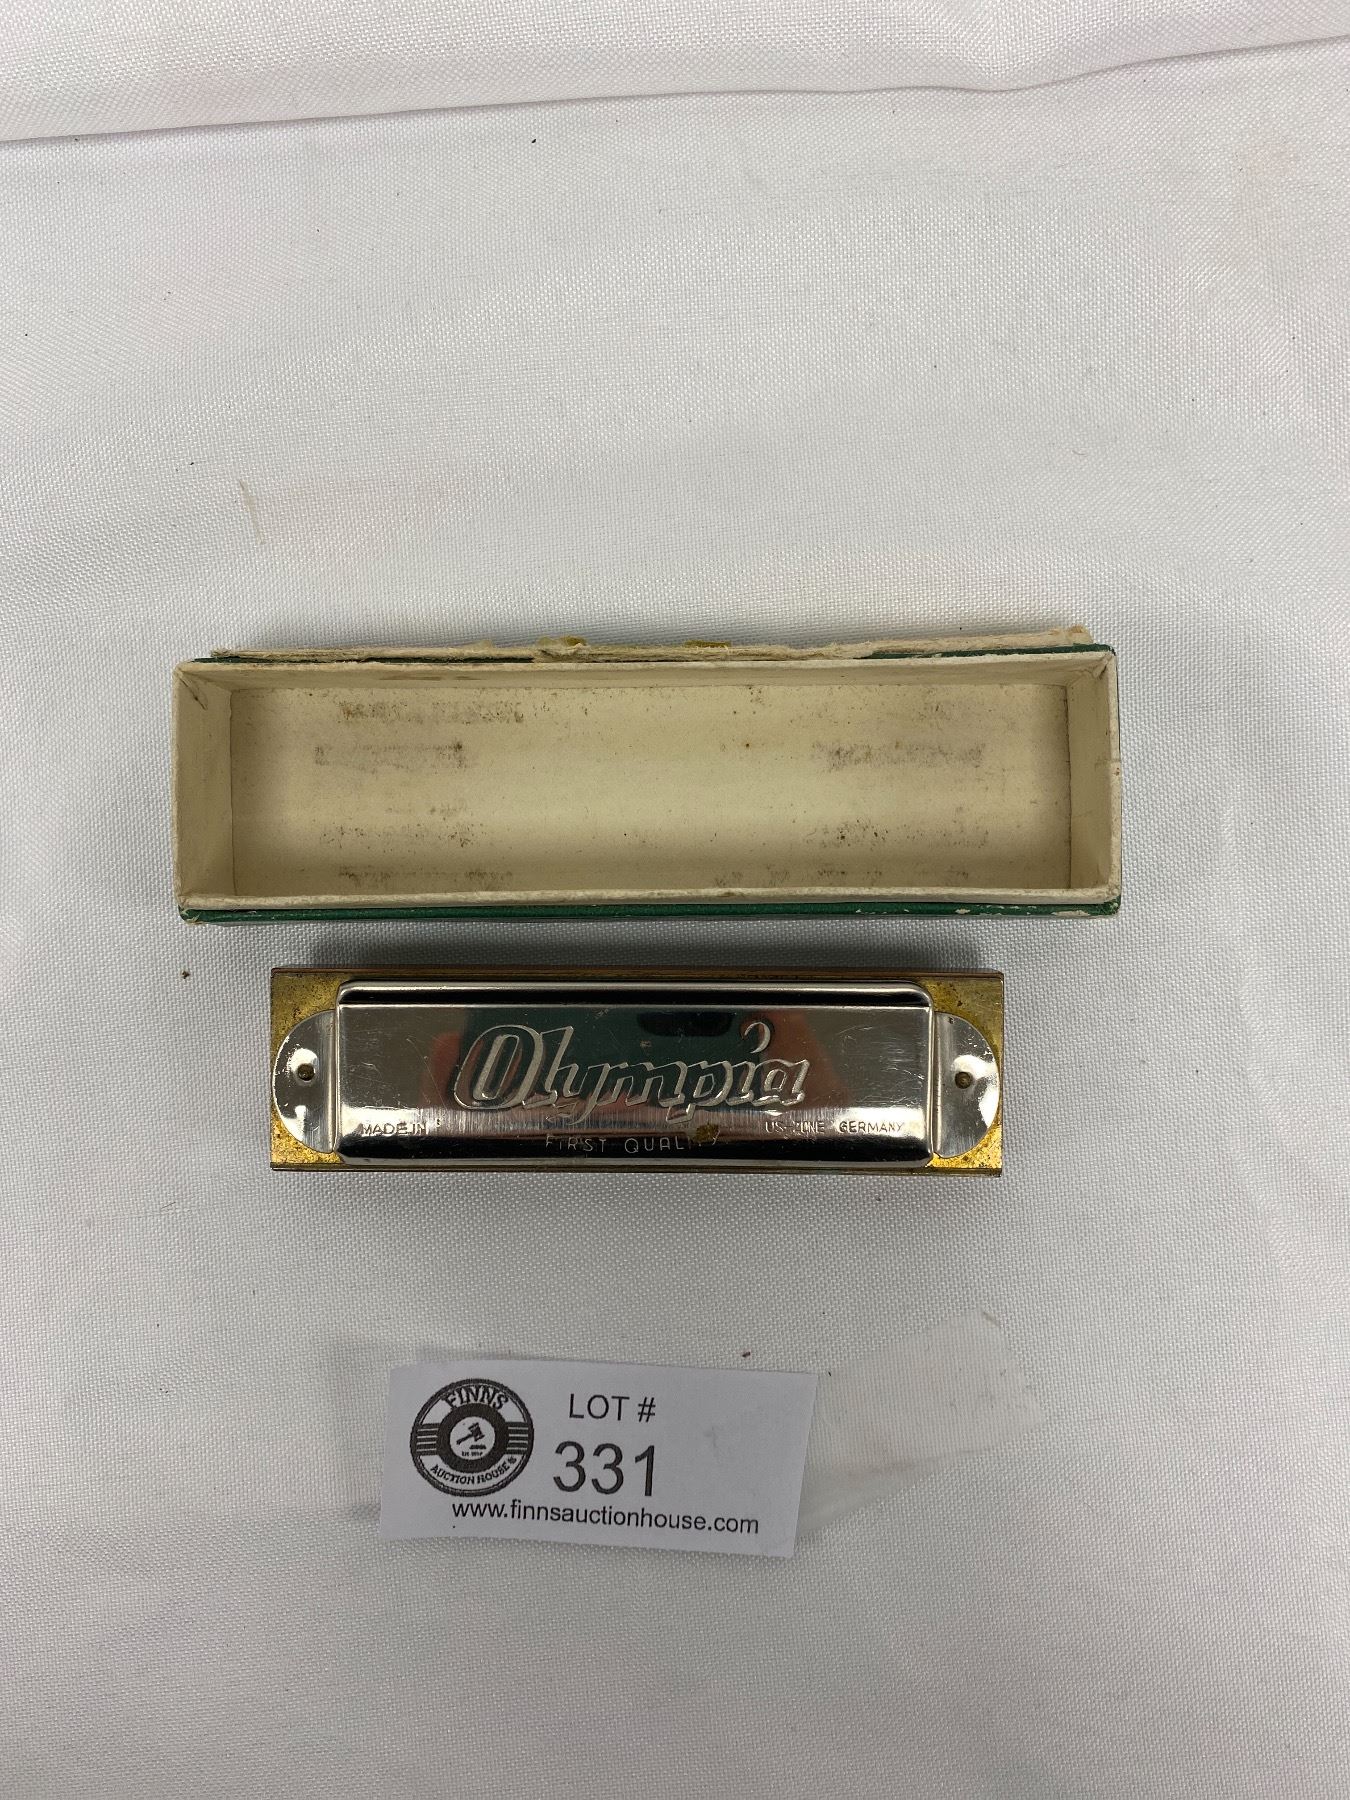 Olympia
MADE IN US-ZONE GERMANY
FIRST QUALITY
FINNS
AUCTION HOUSE
LOT #
331
www.finnsauctionhouse.com